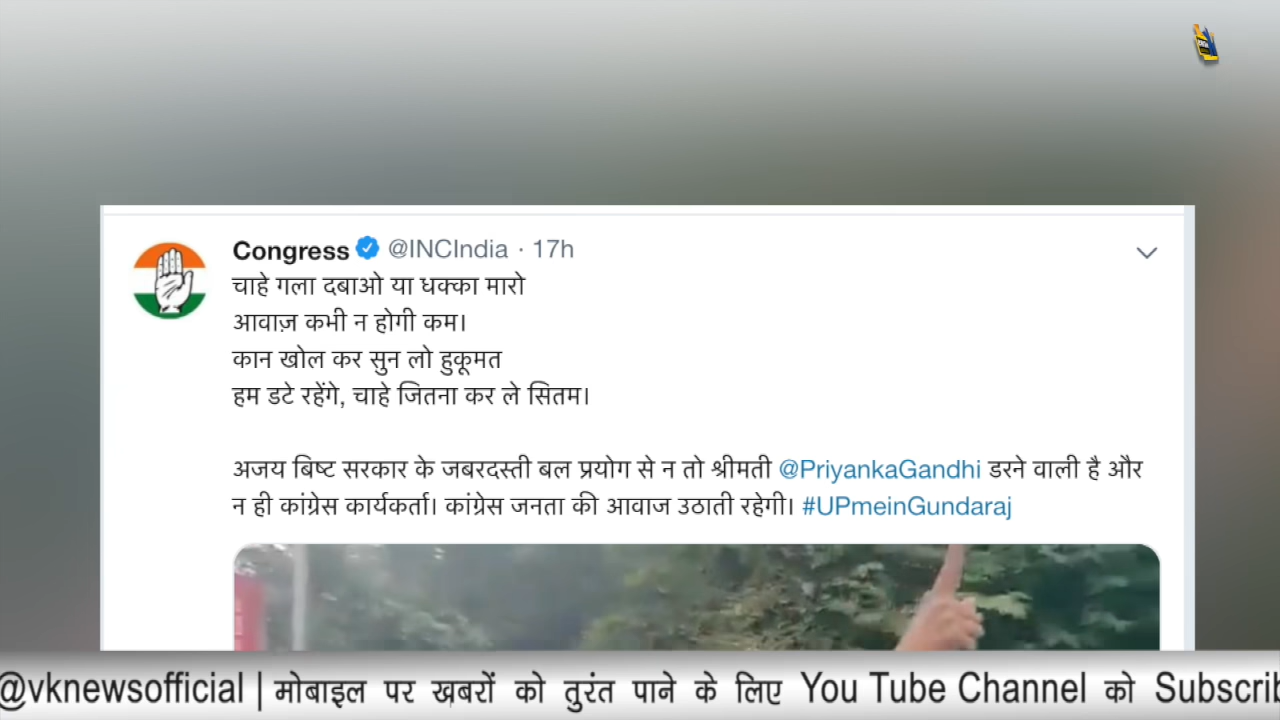 Congress @INCIndia · 17h
चाहे गला दबाओ या धक्का मारो
आवाज़ कभी न होगी कम।
कान खोल कर सुन लो हुकूमत
हम डटे रहेंगे, चाहे जितना कर ले सितम।
अजय बिष्ट सरकार के जबरदस्ती बल प्रयोग से न तो श्रीमती @PriyankaGandhi डरने वाली है और
न ही कांग्रेस कार्यकर्ता। कांग्रेस जनता की आवाज उठाती रहेगी। #UPmeinGundaraj
@vknewsofficial | मोबाइल पर ख़बरों को तुरंत पाने के लिए You Tube Channel को Subscrib